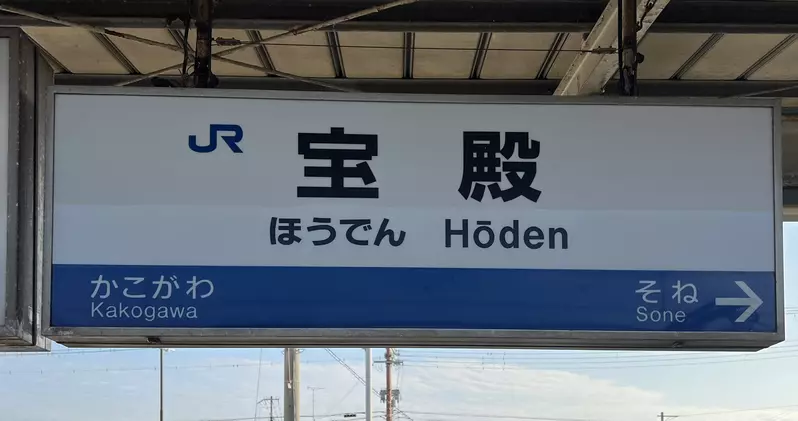 JR 宝殿
ほうでん Hōden
かこがわ そね →
Kakogawa Sone